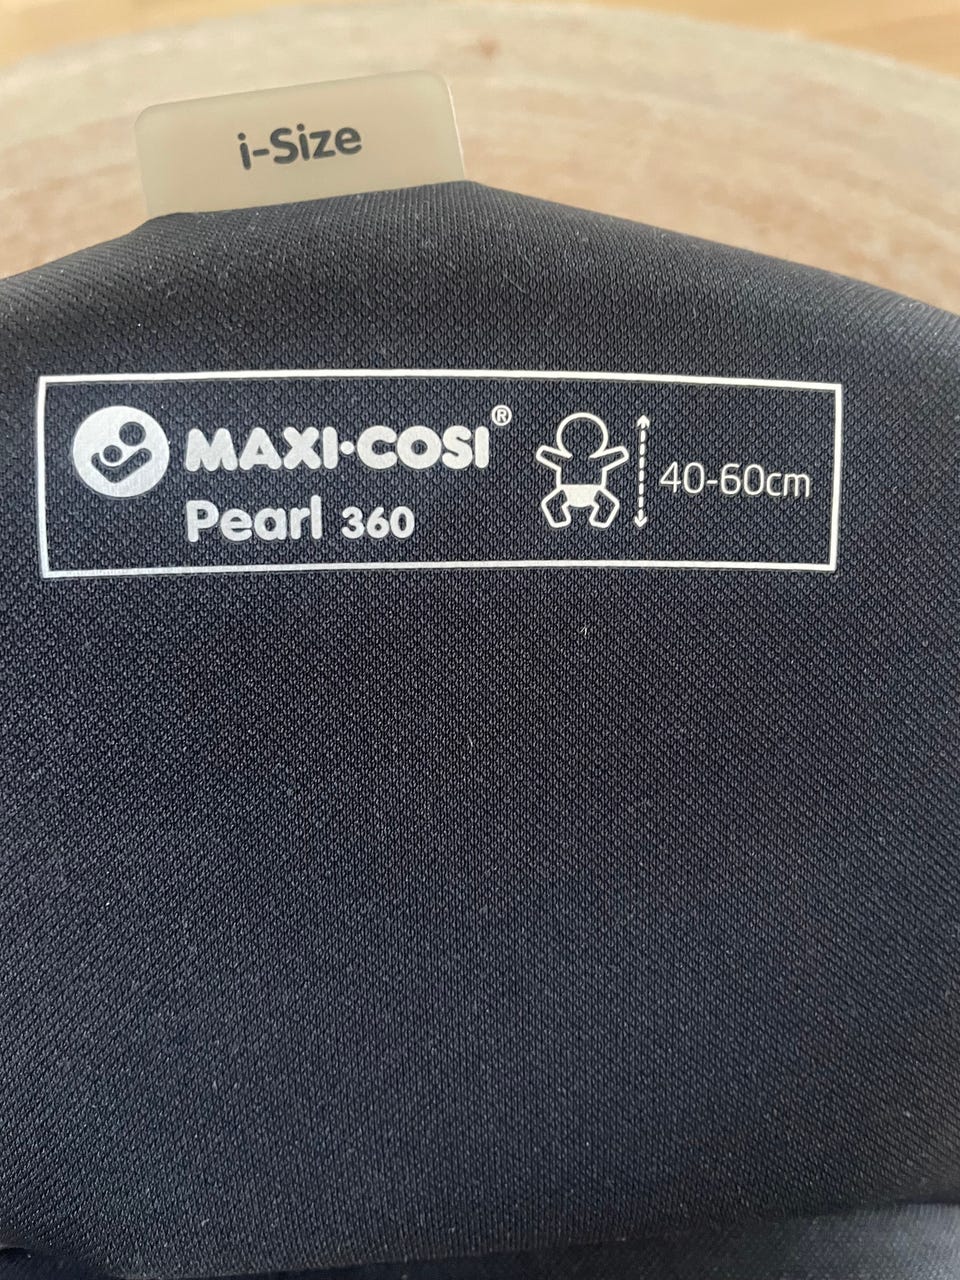 i-Size
MAXI·COSI®
Pearl 360
40-60cm